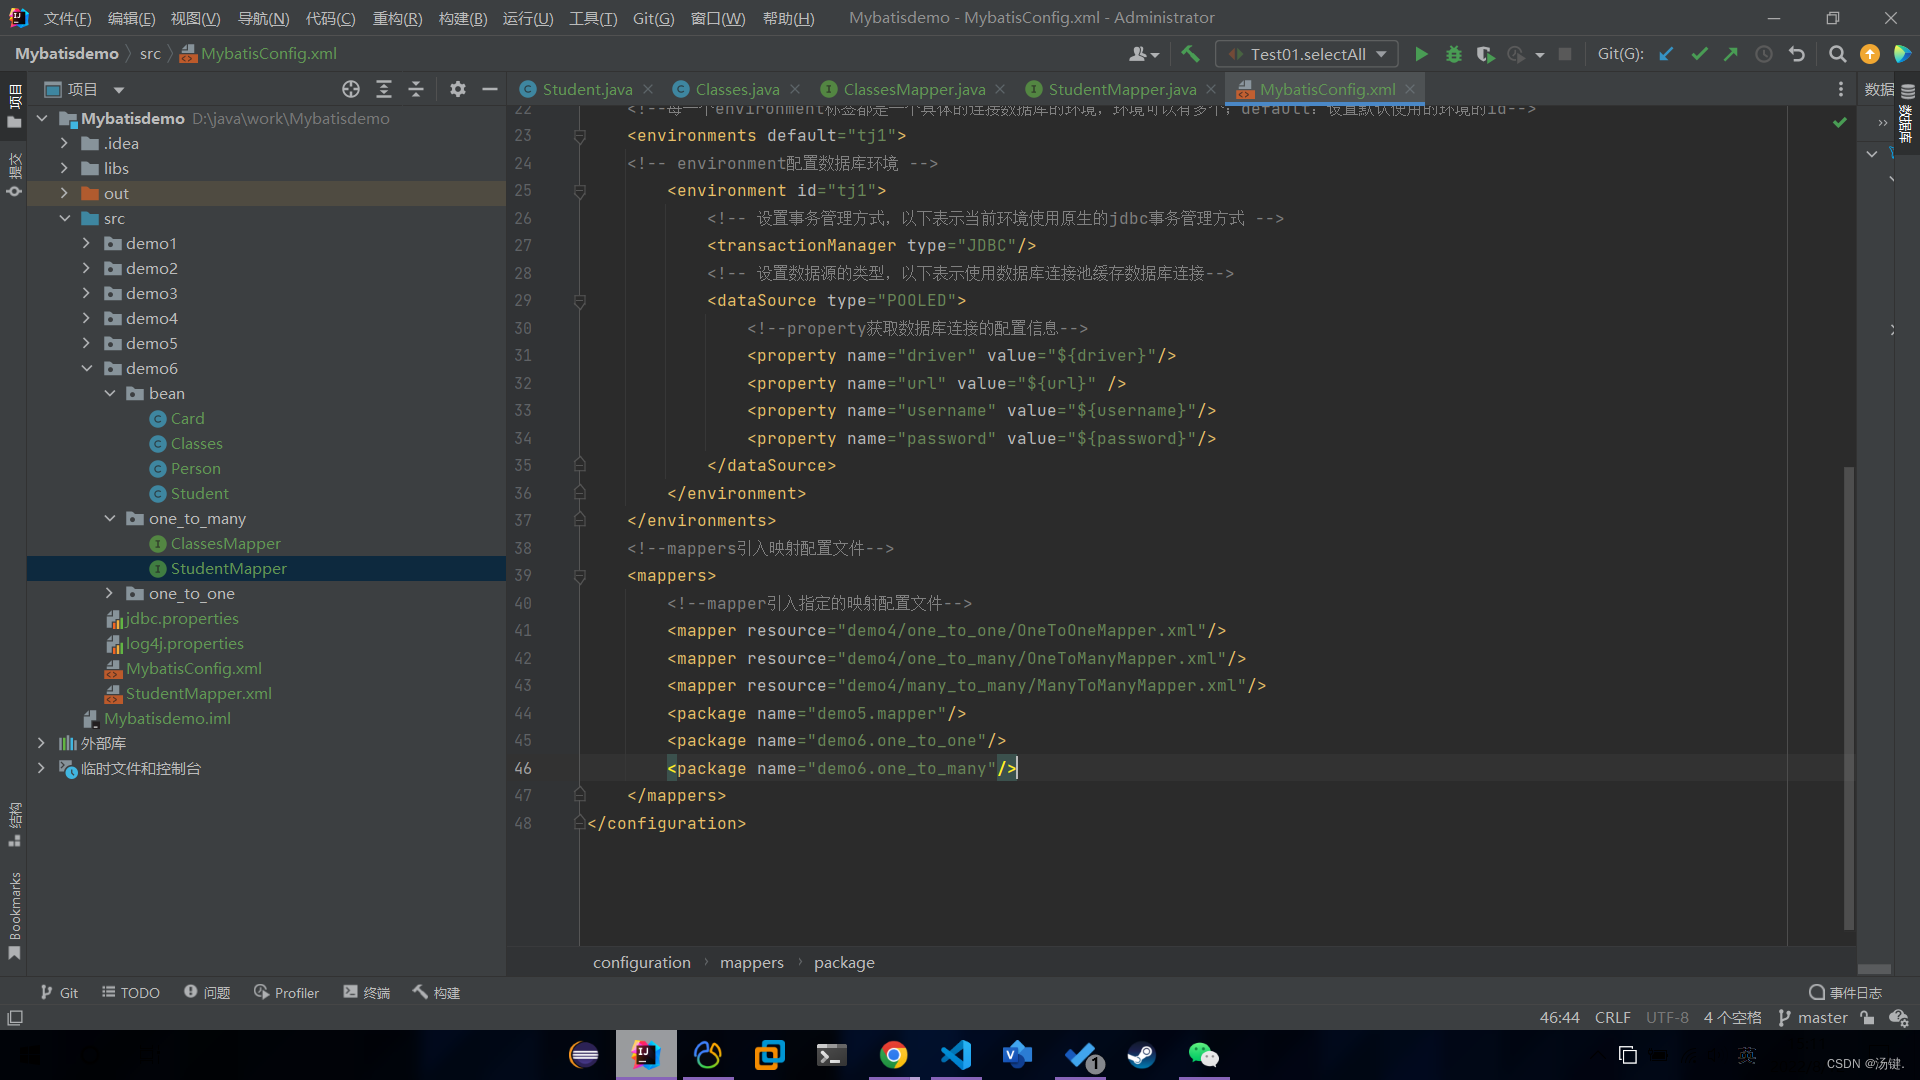 文件(F) 编辑(E) 视图(V) 导航(N) 代码(C) 重构(R) 构建(B) 运行(U) 工具(T) Git(G) 窗口(W) 帮助(H) Mybatisdemo - MybatisConfig.xml - Administrator
Mybatisdemo src MybatisConfig.xml Test01.selectAll Git(G):
项目 Student.java Classes.java ClassesMapper.java StudentMapper.java MybatisConfig.xml 数据
项目
提交
结构
Bookmarks
Mybatisdemo D:\java\work\Mybatisdemo
.idea
libs
out
src
demo1
demo2
demo3
demo4
demo5
demo6
bean
Card
Classes
Person
Student
one_to_many
ClassesMapper
StudentMapper
one_to_one
jdbc.properties
log4j.properties
MybatisConfig.xml
StudentMapper.xml
Mybatisdemo.iml
外部库
临时文件和控制台
22 <!--每一个environment标签都是一个具体的连接数据库的环境，环境可以有多个；default：设置默认使用的环境的id-->
23 <environments default="tj1">
24 <!-- environment配置数据库环境 -->
25 <environment id="tj1">
26 <!-- 设置事务管理方式，以下表示当前环境使用原生的jdbc事务管理方式 -->
27 <transactionManager type="JDBC"/>
28 <!-- 设置数据源的类型，以下表示使用数据库连接池缓存数据库连接-->
29 <dataSource type="POOLED">
30 <!--property获取数据库连接的配置信息-->
31 <property name="driver" value="${driver}"/>
32 <property name="url" value="${url}" />
33 <property name="username" value="${username}"/>
34 <property name="password" value="${password}"/>
35 </dataSource>
36 </environment>
37 </environments>
38 <!--mappers引入映射配置文件-->
39 <mappers>
40 <!--mapper引入指定的映射配置文件-->
41 <mapper resource="demo4/one_to_one/OneToOneMapper.xml"/>
42 <mapper resource="demo4/one_to_many/OneToManyMapper.xml"/>
43 <mapper resource="demo4/many_to_many/ManyToManyMapper.xml"/>
44 <package name="demo5.mapper"/>
45 <package name="demo6.one_to_one"/>
46 <package name="demo6.one_to_many"/>
47 </mappers>
48 </configuration>
数据库
configuration › mappers › package
Git TODO 问题 Profiler 终端 构建 事件日志
46:44 CRLF UTF-8 4 个空格 master
1
英
CSDN @汤键.